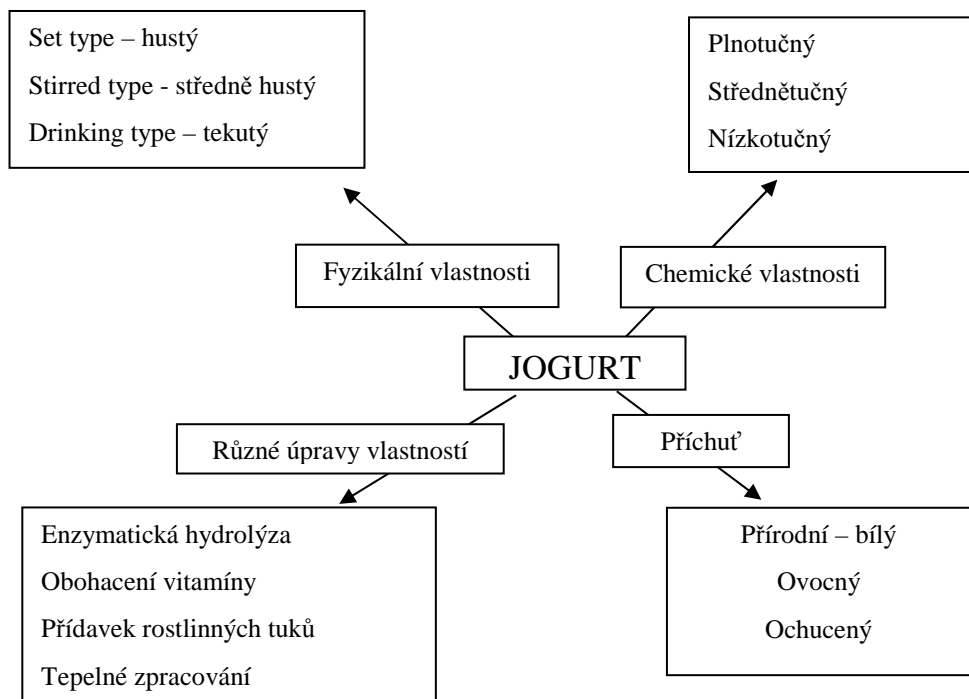 Set type – hustý
Stirred type - středně hustý
Drinking type – tekutý
Plnotučný
Střednětučný
Nízkotučný
Fyzikální vlastnosti
Chemické vlastnosti
JOGURT
Různé úpravy vlastností
Příchuť
Enzymatická hydrolýza
Obohacení vitamíny
Přídavek rostlinných tuků
Tepelné zpracování
Přírodní – bílý
Ovocný
Ochucený